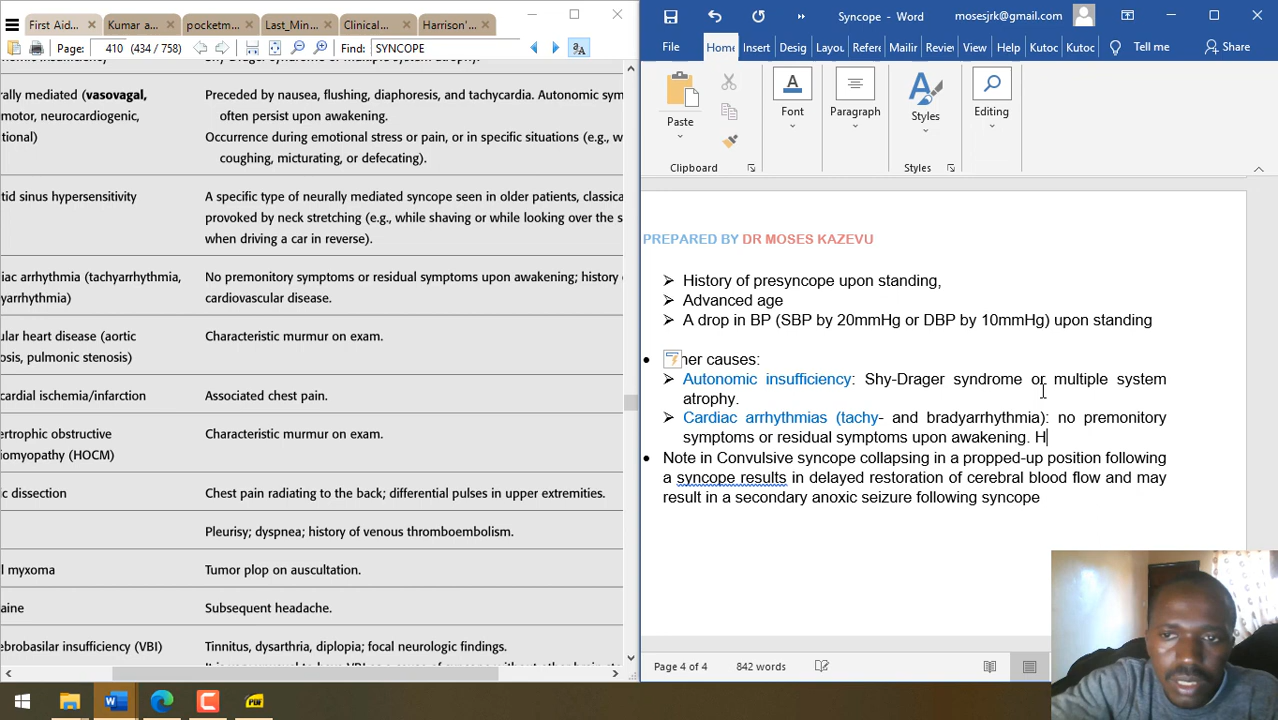 First Aid...
Kumar a...
pocketm...
Last_Min...
Clinical...
Harrison'...
Page: 410 (434 / 758)
Find: SYNCOPE
rally mediated (vasovagal,
motor, neurocardiogenic,
tional)
Preceded by nausea, flushing, diaphoresis, and tachycardia. Autonomic sym
often persist upon awakening.
Occurrence during emotional stress or pain, or in specific situations (e.g., w
coughing, micturating, or defecating).
tid sinus hypersensitivity
A specific type of neurally mediated syncope seen in older patients, classica
provoked by neck stretching (e.g., while shaving or while looking over the s
when driving a car in reverse).
iac arrhythmia (tachyarrhythmia,
yarrhythmia)
No premonitory symptoms or residual symptoms upon awakening; history
cardiovascular disease.
ular heart disease (aortic
osis, pulmonic stenosis)
Characteristic murmur on exam.
cardial ischemia/infarction
Associated chest pain.
ertrophic obstructive
iomyopathy (HOCM)
Characteristic murmur on exam.
ic dissection
Chest pain radiating to the back; differential pulses in upper extremities.
Pleurisy; dyspnea; history of venous thromboembolism.
l myxoma
Tumor plop on auscultation.
aine
Subsequent headache.
ebrobasilar insufficiency (VBI)
Tinnitus, dysarthria, diplopia; focal neurologic findings.
Syncope - Word
mosesjrk@gmail.com
File Home Insert Desig Layou Refere Mailin Review View Help Kutoc Kutoc Tell me Share
Paste
Font
Paragraph
Styles
Editing
Clipboard
Styles
PREPARED BY DR MOSES KAZEVU
➢ History of presyncope upon standing,
➢ Advanced age
➢ A drop in BP (SBP by 20mmHg or DBP by 10mmHg) upon standing
• her causes:
➢ Autonomic insufficiency: Shy-Drager syndrome or multiple system
atrophy.
➢ Cardiac arrhythmias (tachy- and bradyarrhythmia): no premonitory
symptoms or residual symptoms upon awakening. H
• Note in Convulsive syncope collapsing in a propped-up position following
a syncope results in delayed restoration of cerebral blood flow and may
result in a secondary anoxic seizure following syncope
Page 4 of 4
842 words